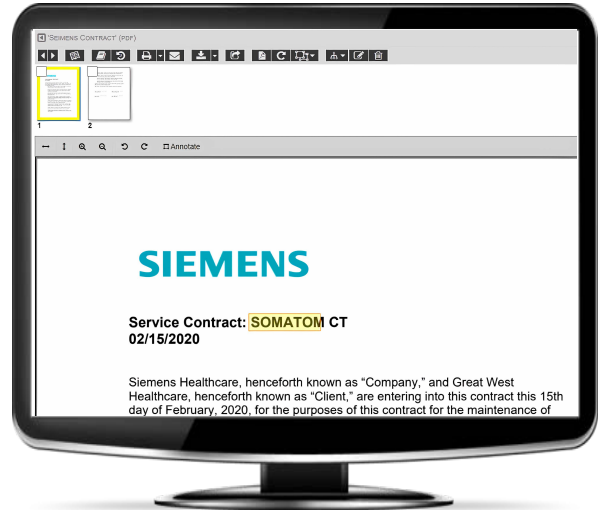 'SEIMENS CONTRACT' (PDF)
1
2
Annotate
SIEMENS
Service Contract: SOMATOM CT
02/15/2020
Siemens Healthcare, henceforth known as “Company,” and Great West
Healthcare, henceforth known as “Client,” are entering into this contract this 15th
day of February, 2020, for the purposes of this contract for the maintenance of